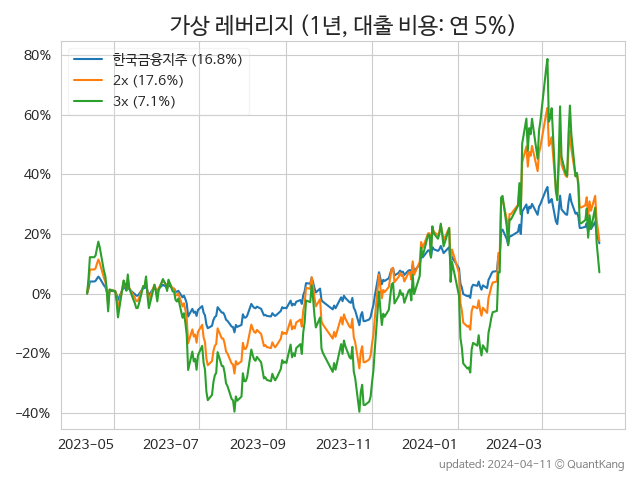 가상 레버리지 (1년, 대출 비용: 연 5%)
80%
60%
40%
20%
0%
−20%
−40%
한국금융지주 (16.8%)
2x (17.6%)
3x (7.1%)
2023-05 2023-07 2023-09 2023-11 2024-01 2024-03
updated: 2024-04-11 © QuantKang